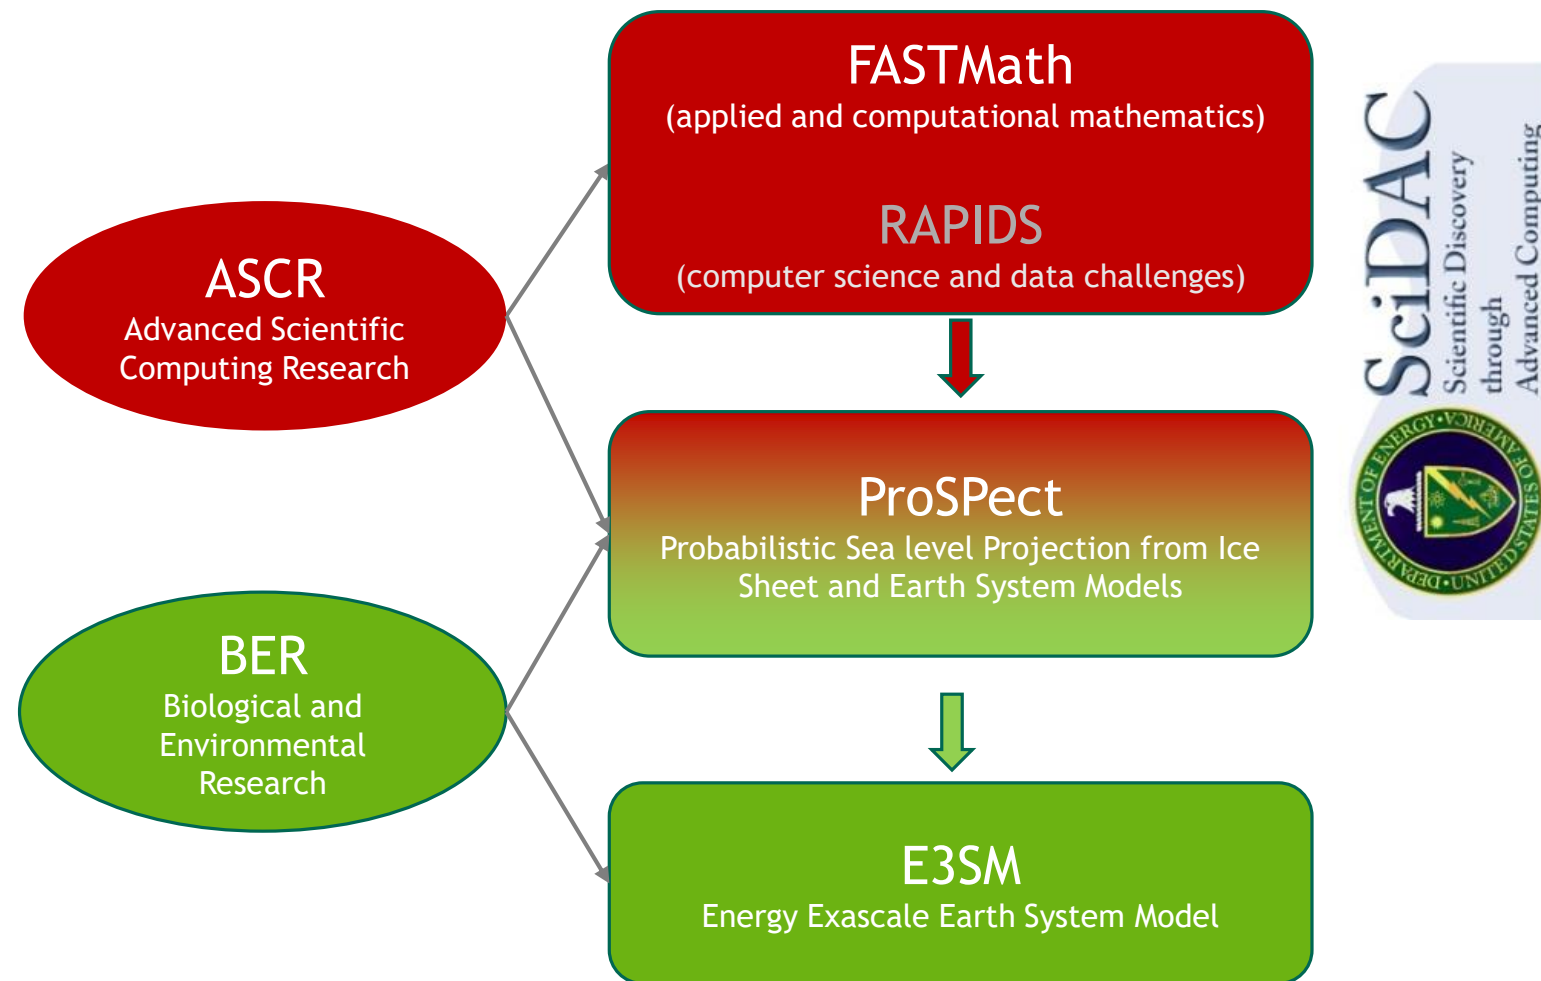 FASTMath
(applied and computational mathematics)
RAPIDS
(computer science and data challenges)
ASCR
Advanced Scientific
Computing Research
ProSPect
Probabilistic Sea level Projection from Ice
Sheet and Earth System Models
BER
Biological and
Environmental
Research
E3SM
Energy Exascale Earth System Model
SciDAC
Scientific Discovery
through
Advanced Computing
DEPARTMENT OF ENERGY • UNITED STATES OF AMERICA